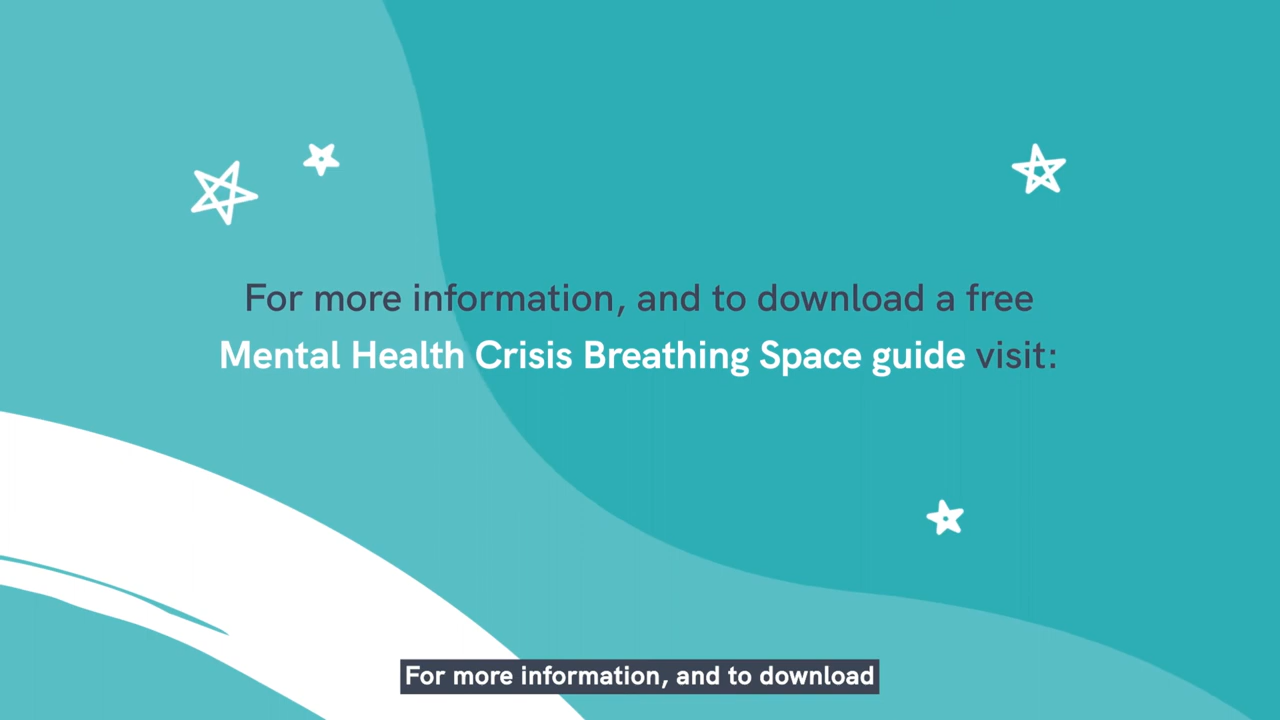 For more information, and to download a free
Mental Health Crisis Breathing Space guide visit:
For more information, and to download